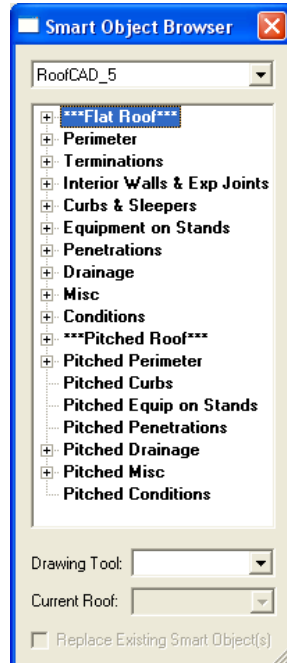 Smart Object Browser
RoofCAD_5
***Flat Roof***
Perimeter
Terminations
Interior Walls & Exp Joints
Curbs & Sleepers
Equipment on Stands
Penetrations
Drainage
Misc
Conditions
***Pitched Roof***
Pitched Perimeter
Pitched Curbs
Pitched Equip on Stands
Pitched Penetrations
Pitched Drainage
Pitched Misc
Pitched Conditions
Drawing Tool:
Current Roof:
Replace Existing Smart Object(s)